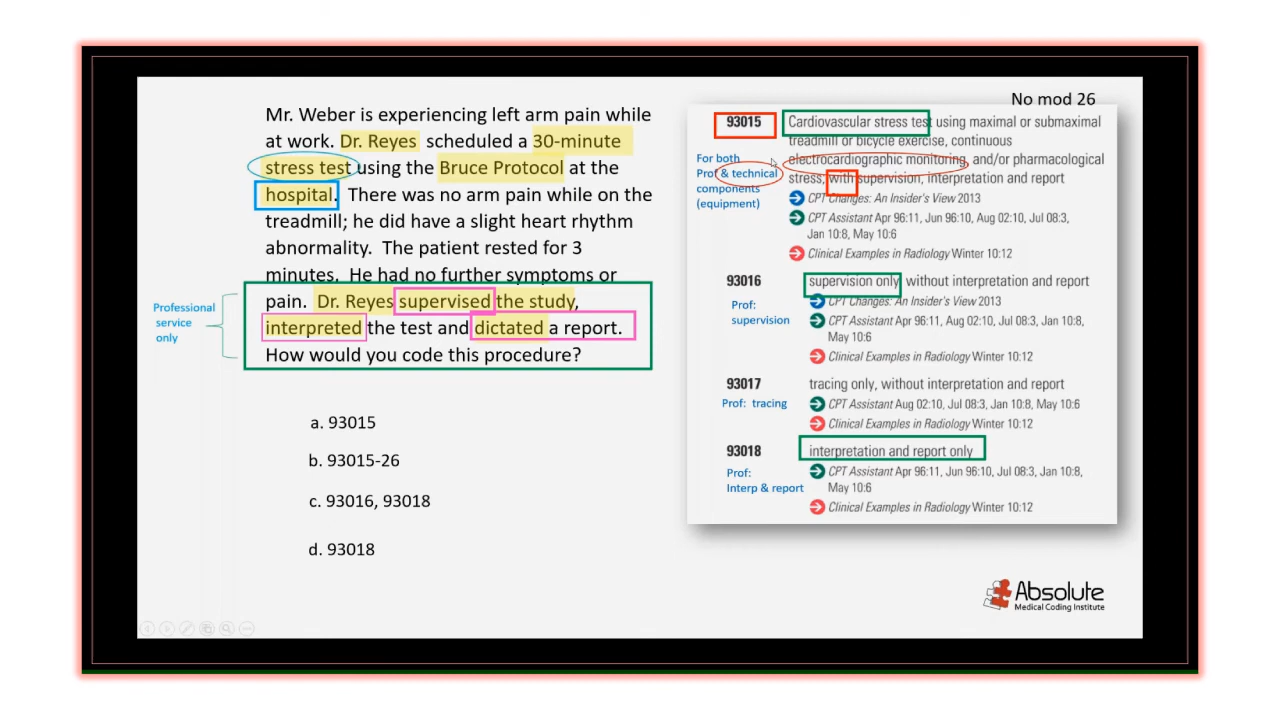 Mr. Weber is experiencing left arm pain while
at work. Dr. Reyes scheduled a 30-minute
stress test using the Bruce Protocol at the
hospital. There was no arm pain while on the
treadmill; he did have a slight heart rhythm
abnormality. The patient rested for 3
minutes. He had no further symptoms or
pain. Dr. Reyes supervised the study,
interpreted the test and dictated a report.
How would you code this procedure?
Professional
service
only
a. 93015
b. 93015-26
c. 93016, 93018
d. 93018
No mod 26
93015 Cardiovascular stress test using maximal or submaximal
treadmill or bicycle exercise, continuous
electrocardiographic monitoring, and/or pharmacological
stress; with supervision, interpretation and report
For both
Prof & technical
components
(equipment)
CPT Changes: An Insider's View 2013
CPT Assistant Apr 96:11, Jun 96:10, Aug 02:10, Jul 08:3,
Jan 10:8, May 10:6
Clinical Examples in Radiology Winter 10:12
93016 supervision only, without interpretation and report
Prof:
supervision
CPT Changes: An Insider's View 2013
CPT Assistant Apr 96:11, Aug 02:10, Jul 08:3, Jan 10:8,
May 10:6
Clinical Examples in Radiology Winter 10:12
93017 tracing only, without interpretation and report
Prof: tracing
CPT Assistant Aug 02:10, Jul 08:3, Jan 10:8, May 10:6
Clinical Examples in Radiology Winter 10:12
93018 interpretation and report only
Prof:
Interp & report
CPT Assistant Apr 96:11, Jun 96:10, Jul 08:3, Jan 10:8,
May 10:6
Clinical Examples in Radiology Winter 10:12
Absolute
Medical Coding Institute